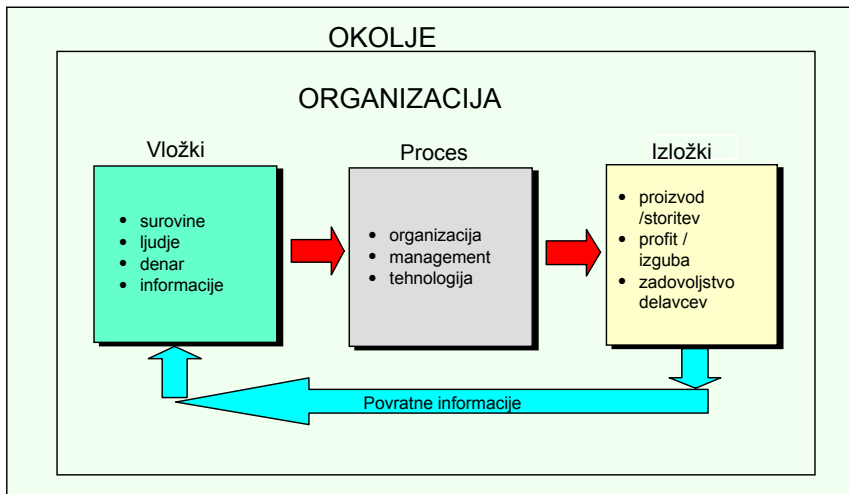 OKOLJE
ORGANIZACIJA
Vložki
• surovine
• ljudje
• denar
• informacije
Proces
• organizacija
• management
• tehnologija
Izložki
• proizvod
/storitev
• profit /
izguba
• zadovoljstvo
delavcev
Povratne informacije